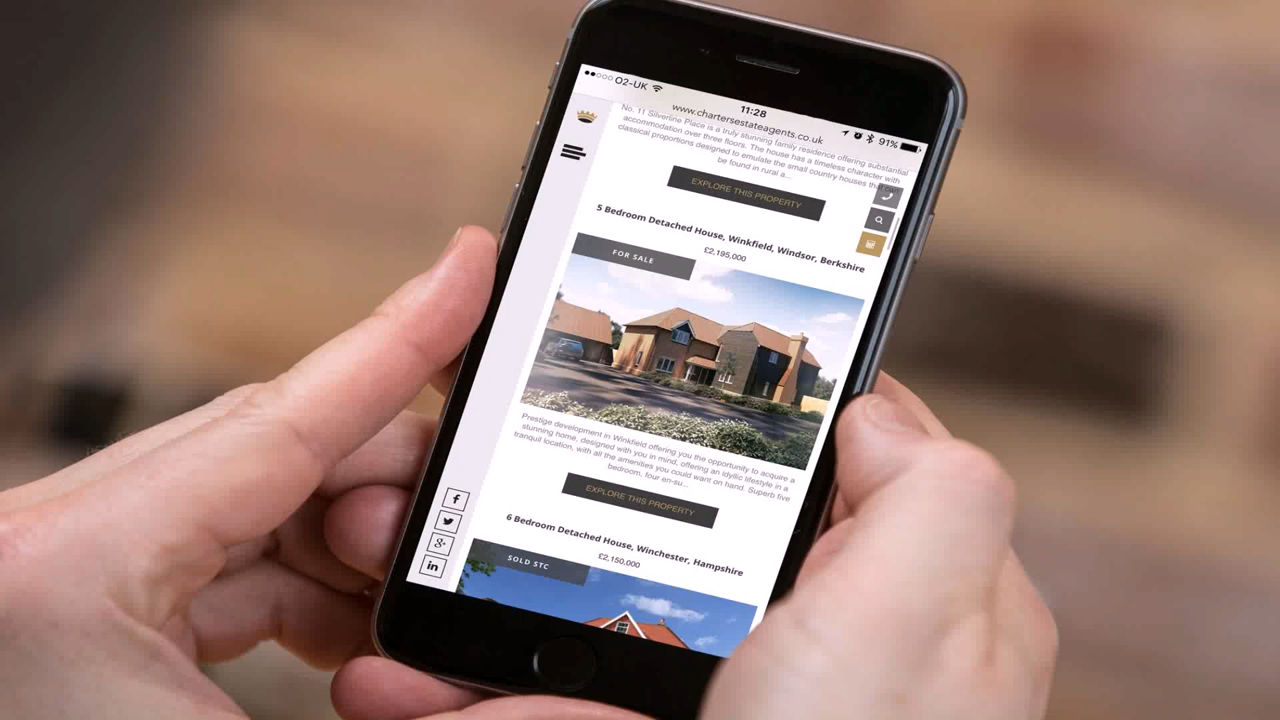 O2-UK
11:28
91%
www.chartersestateagents.co.uk
No. 11 Silverline Place is a truly stunning family residence offering substantial
accommodation over three floors. The house has a timeless character with
classical proportions designed to emulate the small country houses that can
be found in rural a...
EXPLORE THIS PROPERTY
5 Bedroom Detached House, Winkfield, Windsor, Berkshire
£2,195,000
FOR SALE
Prestige development in Winkfield offering you the opportunity to acquire a
stunning home, designed with you in mind, offering an idyllic lifestyle in a
tranquil location, with all the amenities you could want on hand. Superb five
bedroom, four en-su...
EXPLORE THIS PROPERTY
6 Bedroom Detached House, Winchester, Hampshire
£2,150,000
SOLD STC
f
g+
in